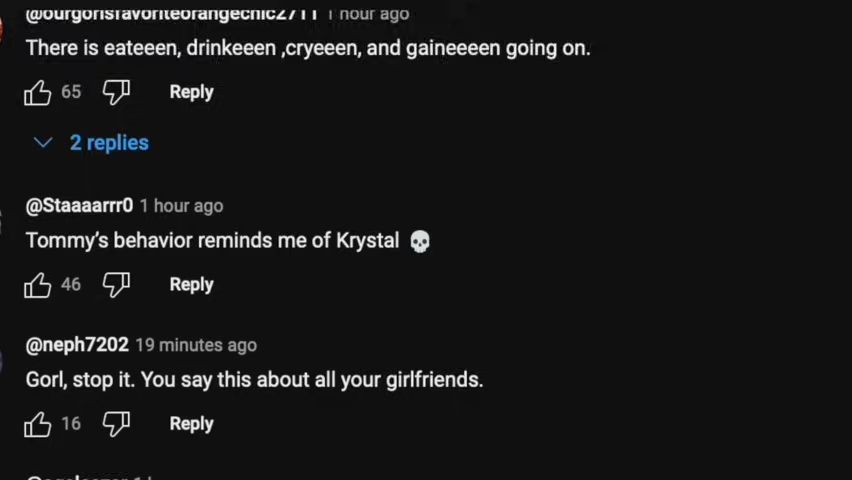 @ourgorlsfavoriteorangechic2711 1 hour ago
There is eateeen, drinkeeen ,cryeeen, and gaineeeen going on.
65 Reply
2 replies
@Staaaarrr0 1 hour ago
Tommy's behavior reminds me of Krystal 💀
46 Reply
@neph7202 19 minutes ago
Gorl, stop it. You say this about all your girlfriends.
16 Reply